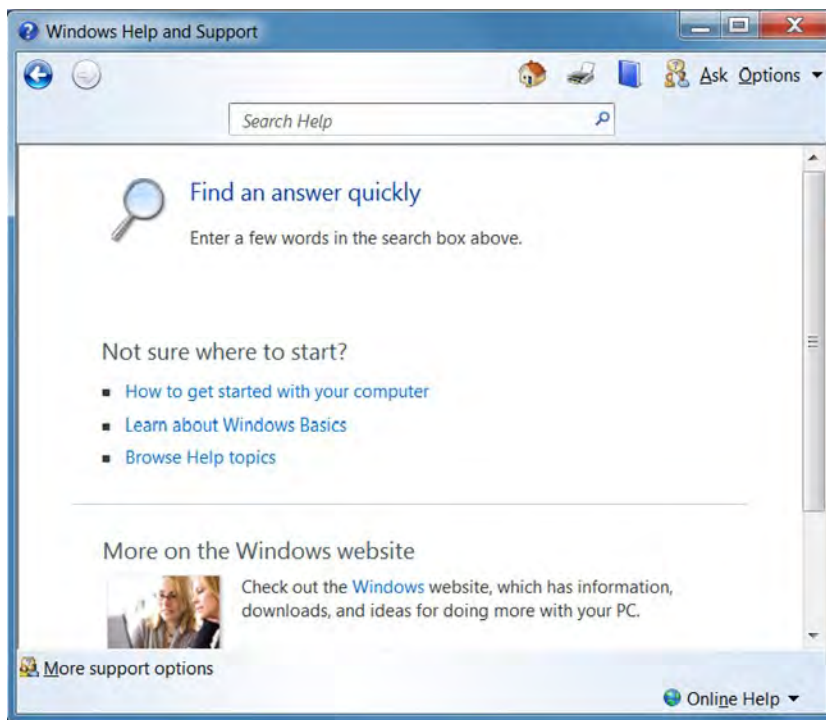 Windows Help and Support
Ask Options
Search Help
Find an answer quickly
Enter a few words in the search box above.
Not sure where to start?
How to get started with your computer
Learn about Windows Basics
Browse Help topics
More on the Windows website
Check out the Windows website, which has information,
downloads, and ideas for doing more with your PC.
More support options
Online Help